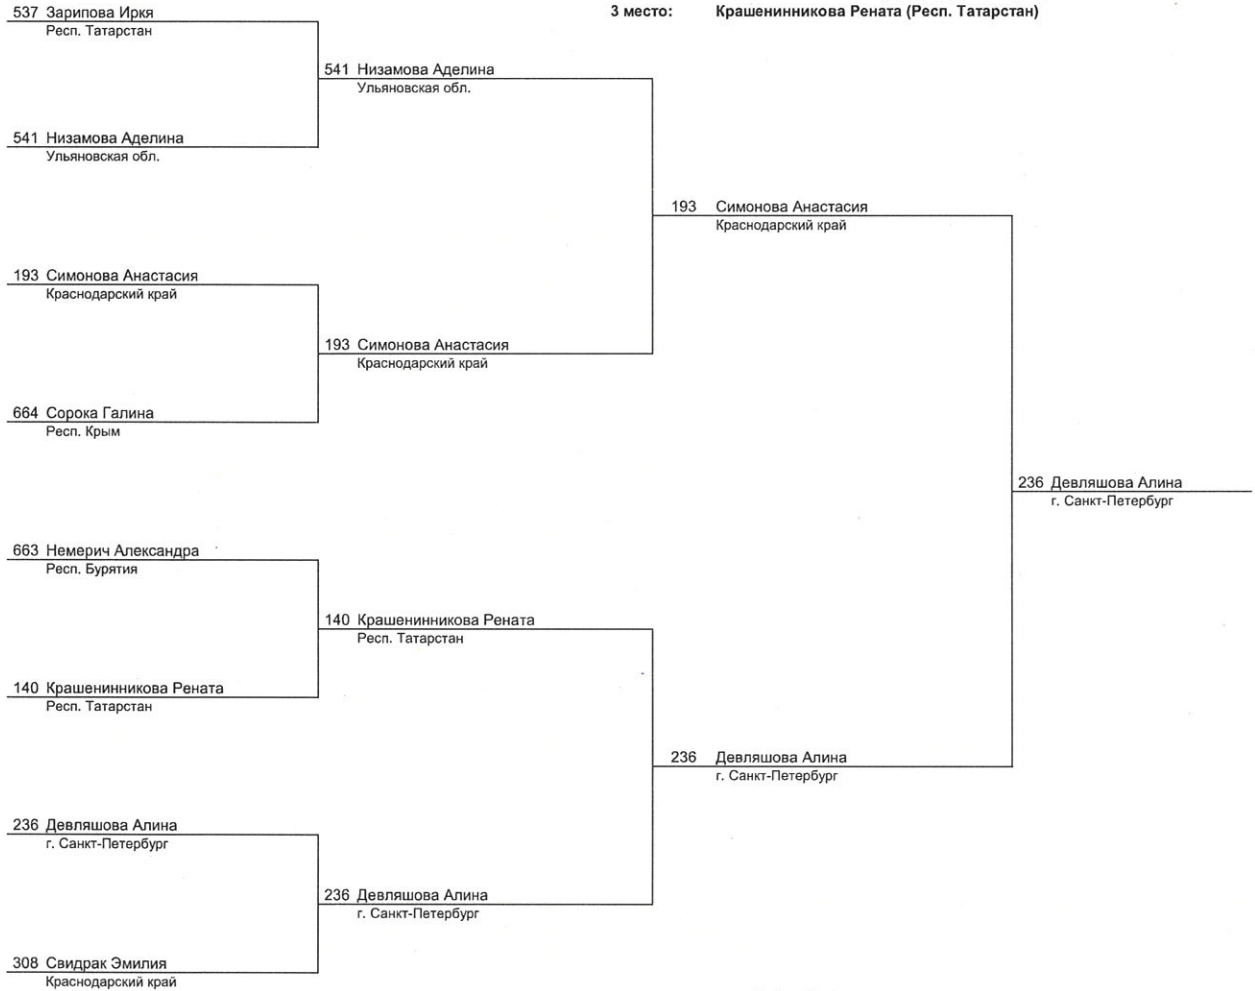 537 Зарипова Иркя
Респ. Татарстан
3 место: Крашенинникова Рената (Респ. Татарстан)
541 Низамова Аделина
Ульяновская обл.
541 Низамова Аделина
Ульяновская обл.
193 Симонова Анастасия
Краснодарский край
193 Симонова Анастасия
Краснодарский край
193 Симонова Анастасия
Краснодарский край
664 Сорока Галина
Респ. Крым
236 Девляшова Алина
г. Санкт-Петербург
663 Немерич Александра
Респ. Бурятия
140 Крашенинникова Рената
Респ. Татарстан
140 Крашенинникова Рената
Респ. Татарстан
236 Девляшова Алина
г. Санкт-Петербург
236 Девляшова Алина
г. Санкт-Петербург
236 Девляшова Алина
г. Санкт-Петербург
308 Свидрак Эмилия
Краснодарский край